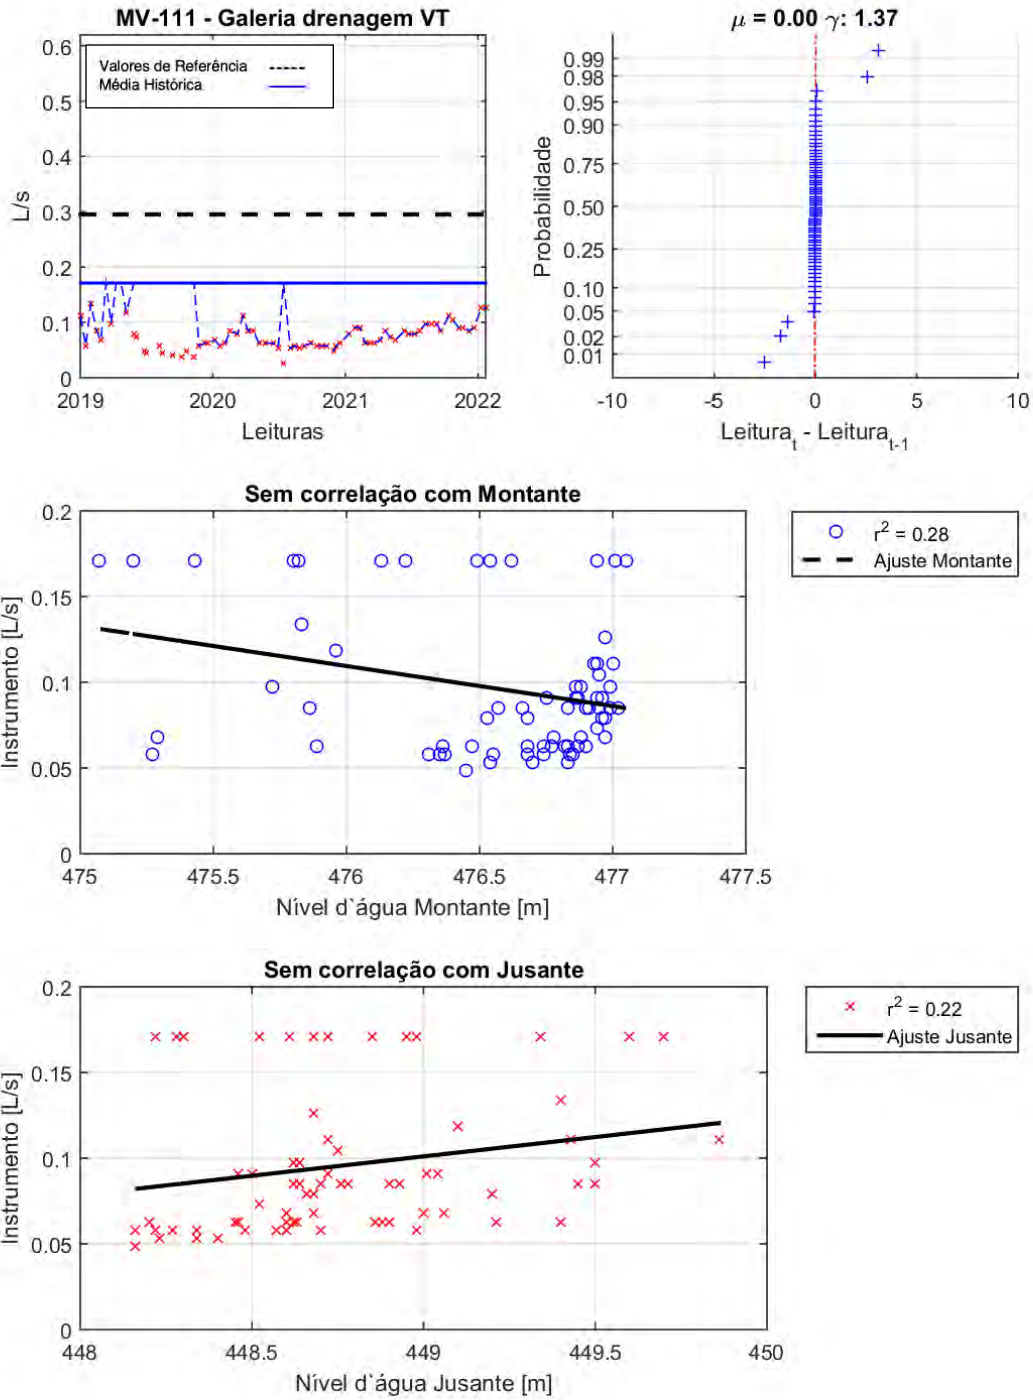 MV-111 - Galeria drenagem VT
0.6
0.5
0.4
0.3
0.2
0.1
0
L/s
Valores de Referência
Média Histórica
2019
2020
2021
2022
Leituras
μ = 0.00 γ: 1.37
0.99
0.98
0.95
0.90
0.75
0.50
0.25
0.10
0.05
0.02
0.01
Probabilidade
-10
-5
0
5
10
Leitura_t - Leitura_t-1
Sem correlação com Montante
0.2
0.15
0.1
0.05
0
Instrumento [L/s]
r² = 0.28
Ajuste Montante
475
475.5
476
476.5
477
477.5
Nível d`água Montante [m]
Sem correlação com Jusante
0.2
0.15
0.1
0.05
0
Instrumento [L/s]
r² = 0.22
Ajuste Jusante
448
448.5
449
449.5
450
Nível d`água Jusante [m]